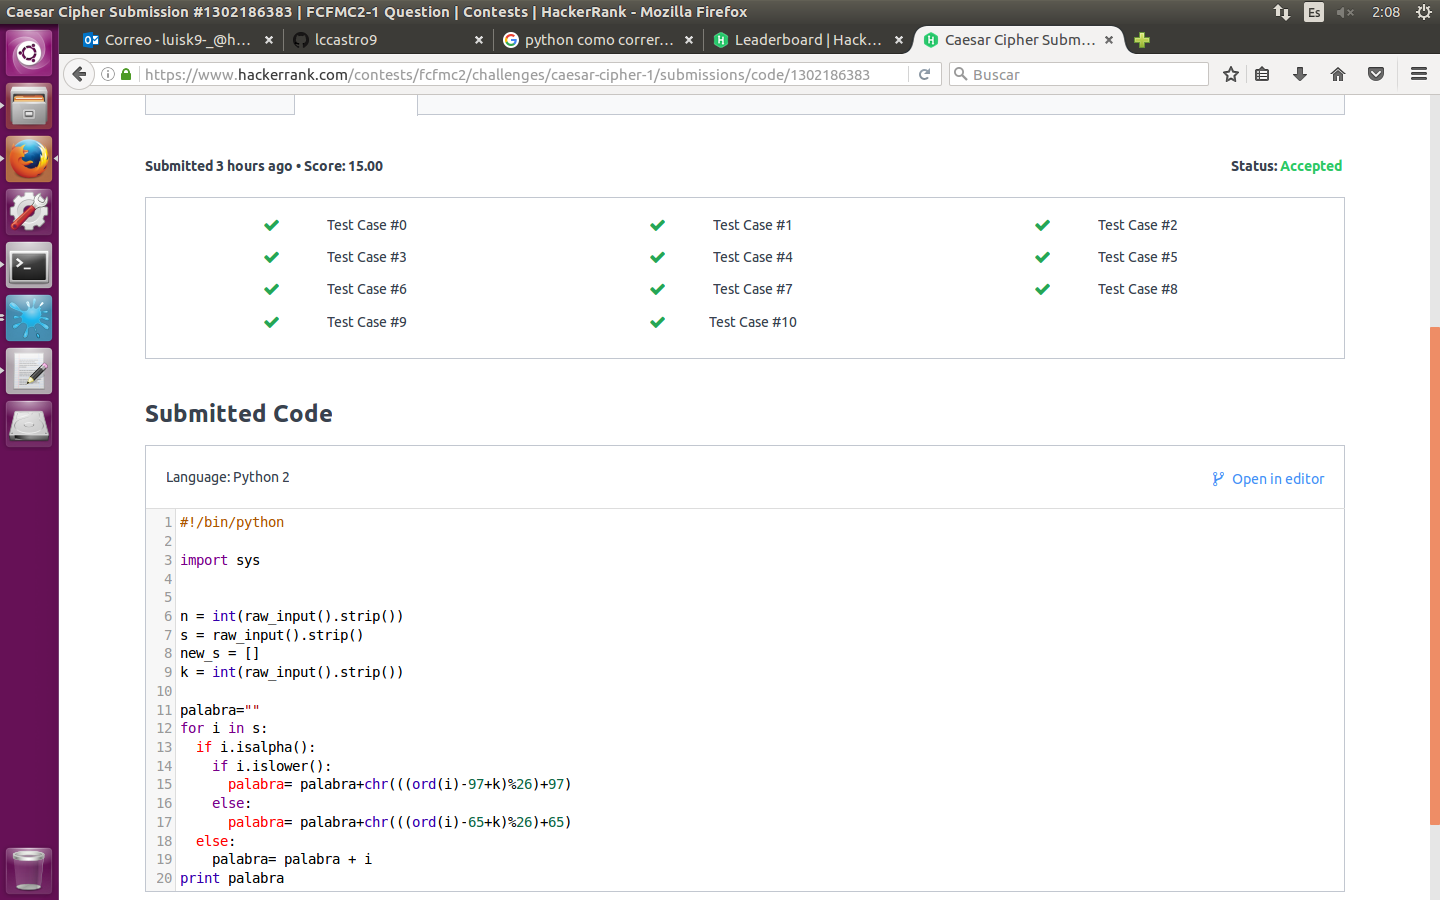 Caesar Cipher Submission #1302186383 | FCFMC2-1 Question | Contests | HackerRank - Mozilla Firefox
Es
2:08
Correo - luisk9-_@h...
lccastro9
python como correr...
Leaderboard | Hack...
Caesar Cipher Subm...
https://www.hackerrank.com/contests/fcfmc2/challenges/caesar-cipher-1/submissions/code/1302186383
Buscar
Submitted 3 hours ago • Score: 15.00
Status: Accepted
Test Case #0
Test Case #1
Test Case #2
Test Case #3
Test Case #4
Test Case #5
Test Case #6
Test Case #7
Test Case #8
Test Case #9
Test Case #10
Submitted Code
Language: Python 2
Open in editor
1 #!/bin/python
2
3 import sys
4
5
6 n = int(raw_input().strip())
7 s = raw_input().strip()
8 new_s = []
9 k = int(raw_input().strip())
10
11 palabra=""
12 for i in s:
13   if i.isalpha():
14     if i.islower():
15       palabra= palabra+chr(((ord(i)-97+k)%26)+97)
16     else:
17       palabra= palabra+chr(((ord(i)-65+k)%26)+65)
18   else:
19     palabra= palabra + i
20 print palabra